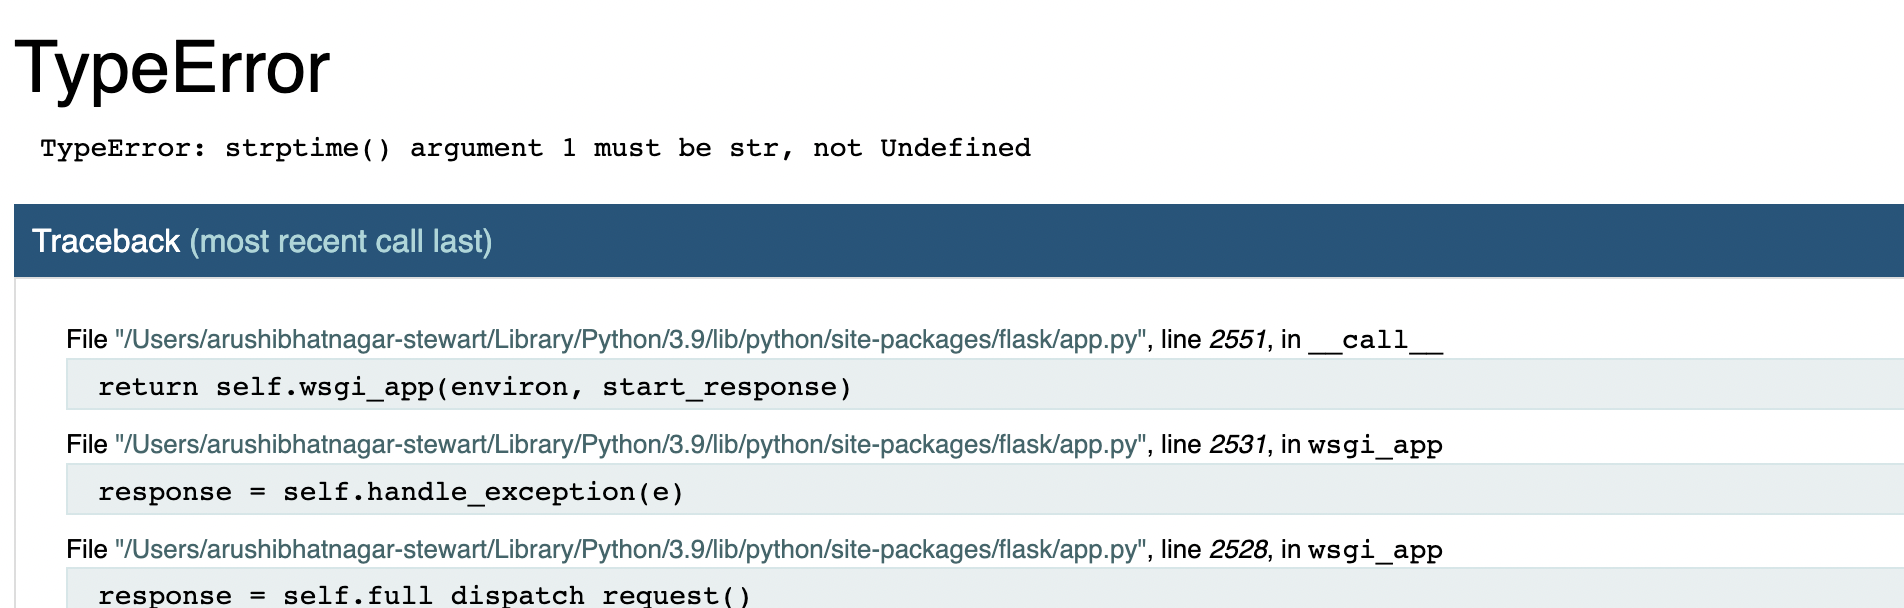 TypeError
TypeError: strptime() argument 1 must be str, not Undefined
Traceback (most recent call last)
File "/Users/arushibhatnagar-stewart/Library/Python/3.9/lib/python/site-packages/flask/app.py", line 2551, in __call__
return self.wsgi_app(environ, start_response)
File "/Users/arushibhatnagar-stewart/Library/Python/3.9/lib/python/site-packages/flask/app.py", line 2531, in wsgi_app
response = self.handle_exception(e)
File "/Users/arushibhatnagar-stewart/Library/Python/3.9/lib/python/site-packages/flask/app.py", line 2528, in wsgi_app
response = self.full_dispatch_request()